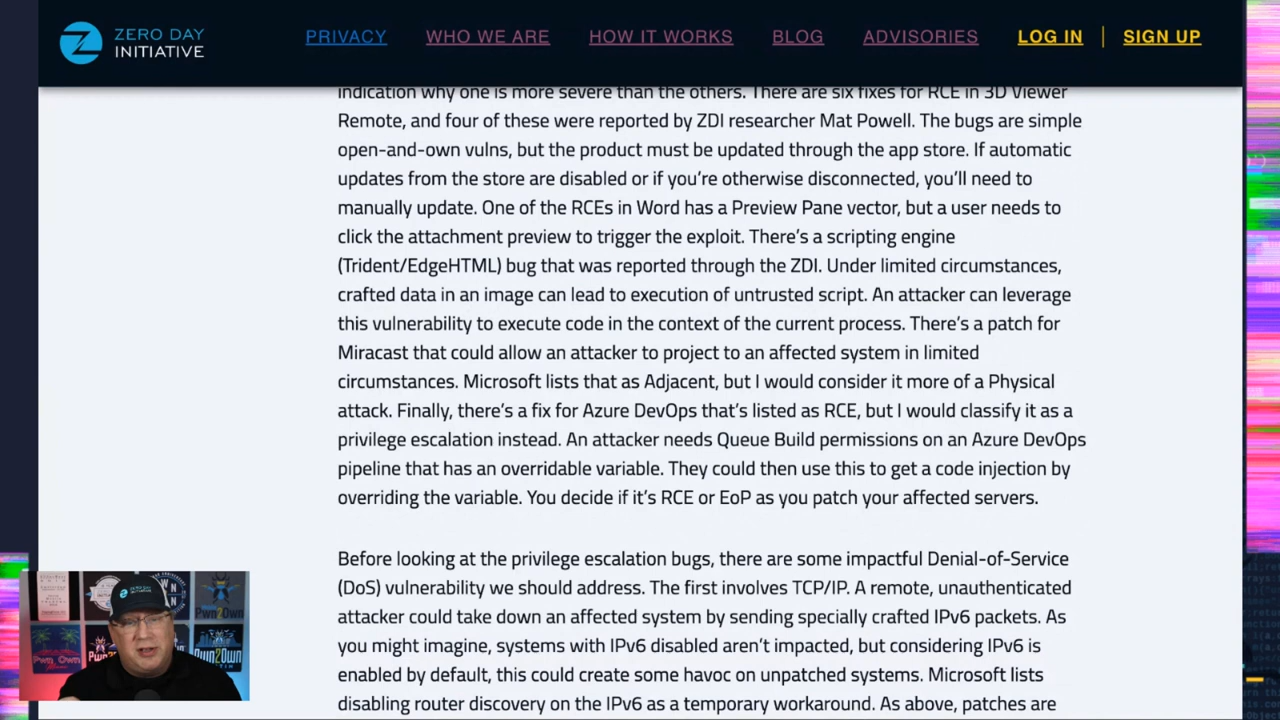 ZERO DAY
INITIATIVE
PRIVACY
WHO WE ARE
HOW IT WORKS
BLOG
ADVISORIES
LOG IN
SIGN UP
indication why one is more severe than the others. There are six fixes for RCE in 3D Viewer
Remote, and four of these were reported by ZDI researcher Mat Powell. The bugs are simple
open-and-own vulns, but the product must be updated through the app store. If automatic
updates from the store are disabled or if you're otherwise disconnected, you'll need to
manually update. One of the RCEs in Word has a Preview Pane vector, but a user needs to
click the attachment preview to trigger the exploit. There's a scripting engine
(Trident/EdgeHTML) bug that was reported through the ZDI. Under limited circumstances,
crafted data in an image can lead to execution of untrusted script. An attacker can leverage
this vulnerability to execute code in the context of the current process. There's a patch for
Miracast that could allow an attacker to project to an affected system in limited
circumstances. Microsoft lists that as Adjacent, but I would consider it more of a Physical
attack. Finally, there's a fix for Azure DevOps that's listed as RCE, but I would classify it as a
privilege escalation instead. An attacker needs Queue Build permissions on an Azure DevOps
pipeline that has an overridable variable. They could then use this to get a code injection by
overriding the variable. You decide if it's RCE or EoP as you patch your affected servers.
Before looking at the privilege escalation bugs, there are some impactful Denial-of-Service
(DoS) vulnerability we should address. The first involves TCP/IP. A remote, unauthenticated
attacker could take down an affected system by sending specially crafted IPv6 packets. As
you might imagine, systems with IPv6 disabled aren't impacted, but considering IPv6 is
enabled by default, this could create some havoc on unpatched systems. Microsoft lists
disabling router discovery on the IPv6 as a temporary workaround. As above, patches are
ZERO DAY
INITIATIVE
Pwn2Own
Pwn2Own